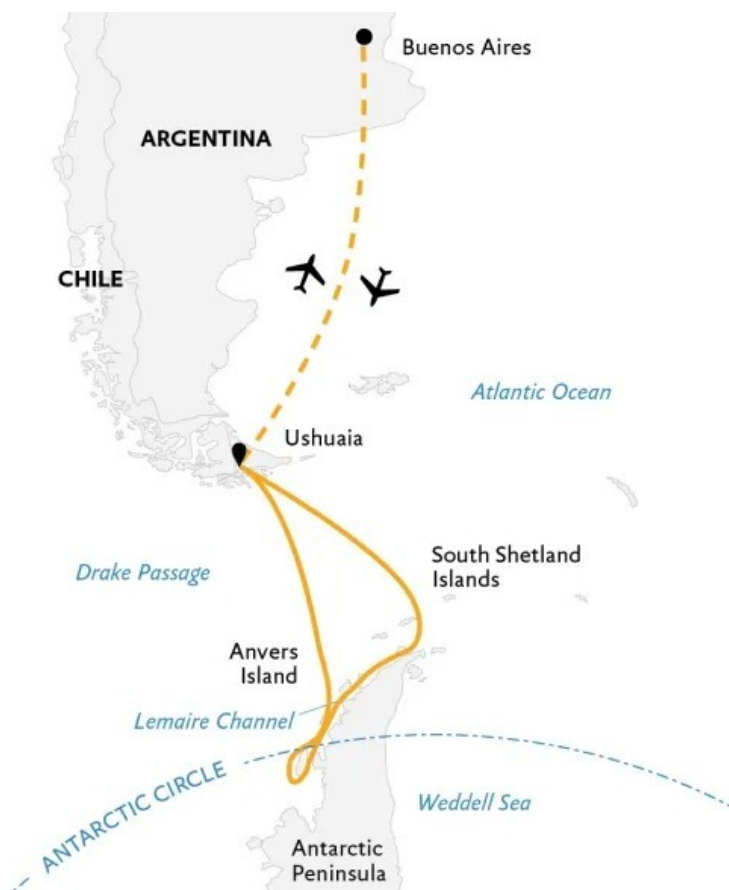 Buenos Aires
ARGENTINA
CHILE
Atlantic Ocean
Ushuaia
South Shetland
Islands
Drake Passage
Anvers
Island
Lemaire Channel
ANTARCTIC CIRCLE
Weddell Sea
Antarctic
Peninsula